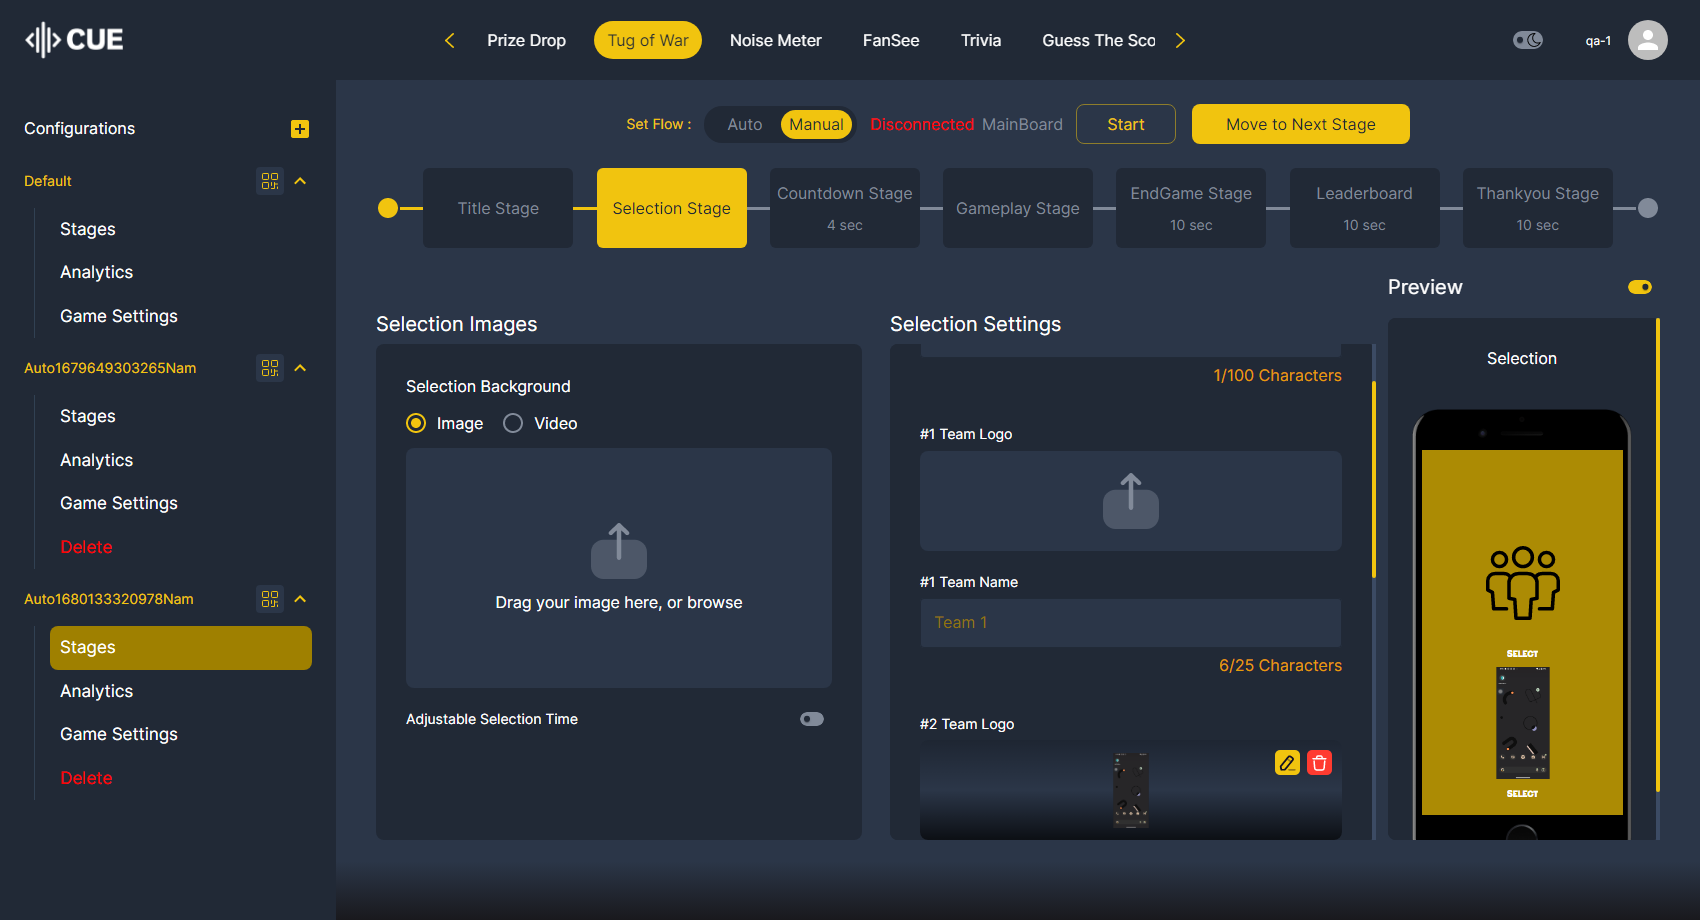 CUE
Prize Drop
Tug of War
Noise Meter
FanSee
Trivia
Guess The Sco
qa-1
Configurations
Default
Stages
Analytics
Game Settings
Auto1679649303265Nam
Stages
Analytics
Game Settings
Delete
Auto1680133320978Nam
Stages
Analytics
Game Settings
Delete
Set Flow :
Auto
Manual
Disconnected MainBoard
Start
Move to Next Stage
Title Stage
Selection Stage
Countdown Stage
4 sec
Gameplay Stage
EndGame Stage
10 sec
Leaderboard
10 sec
Thankyou Stage
10 sec
Selection Images
Selection Background
Image
Video
Drag your image here, or browse
Adjustable Selection Time
Selection Settings
1/100 Characters
#1 Team Logo
#1 Team Name
Team 1
6/25 Characters
#2 Team Logo
Preview
Selection
SELECT
SELECT